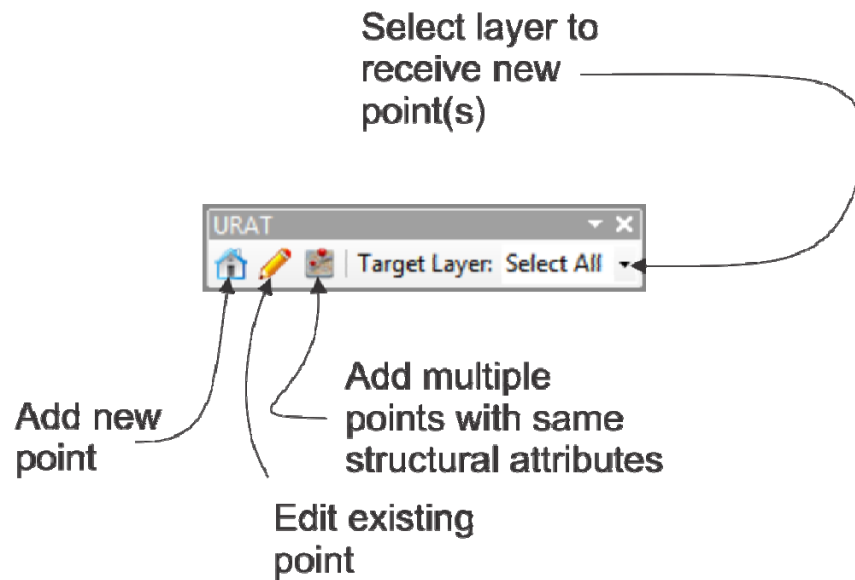 Select layer to
receive new
point(s)
URAT
Target Layer: Select All
Add multiple
points with same
structural attributes
Add new
point
Edit existing
point